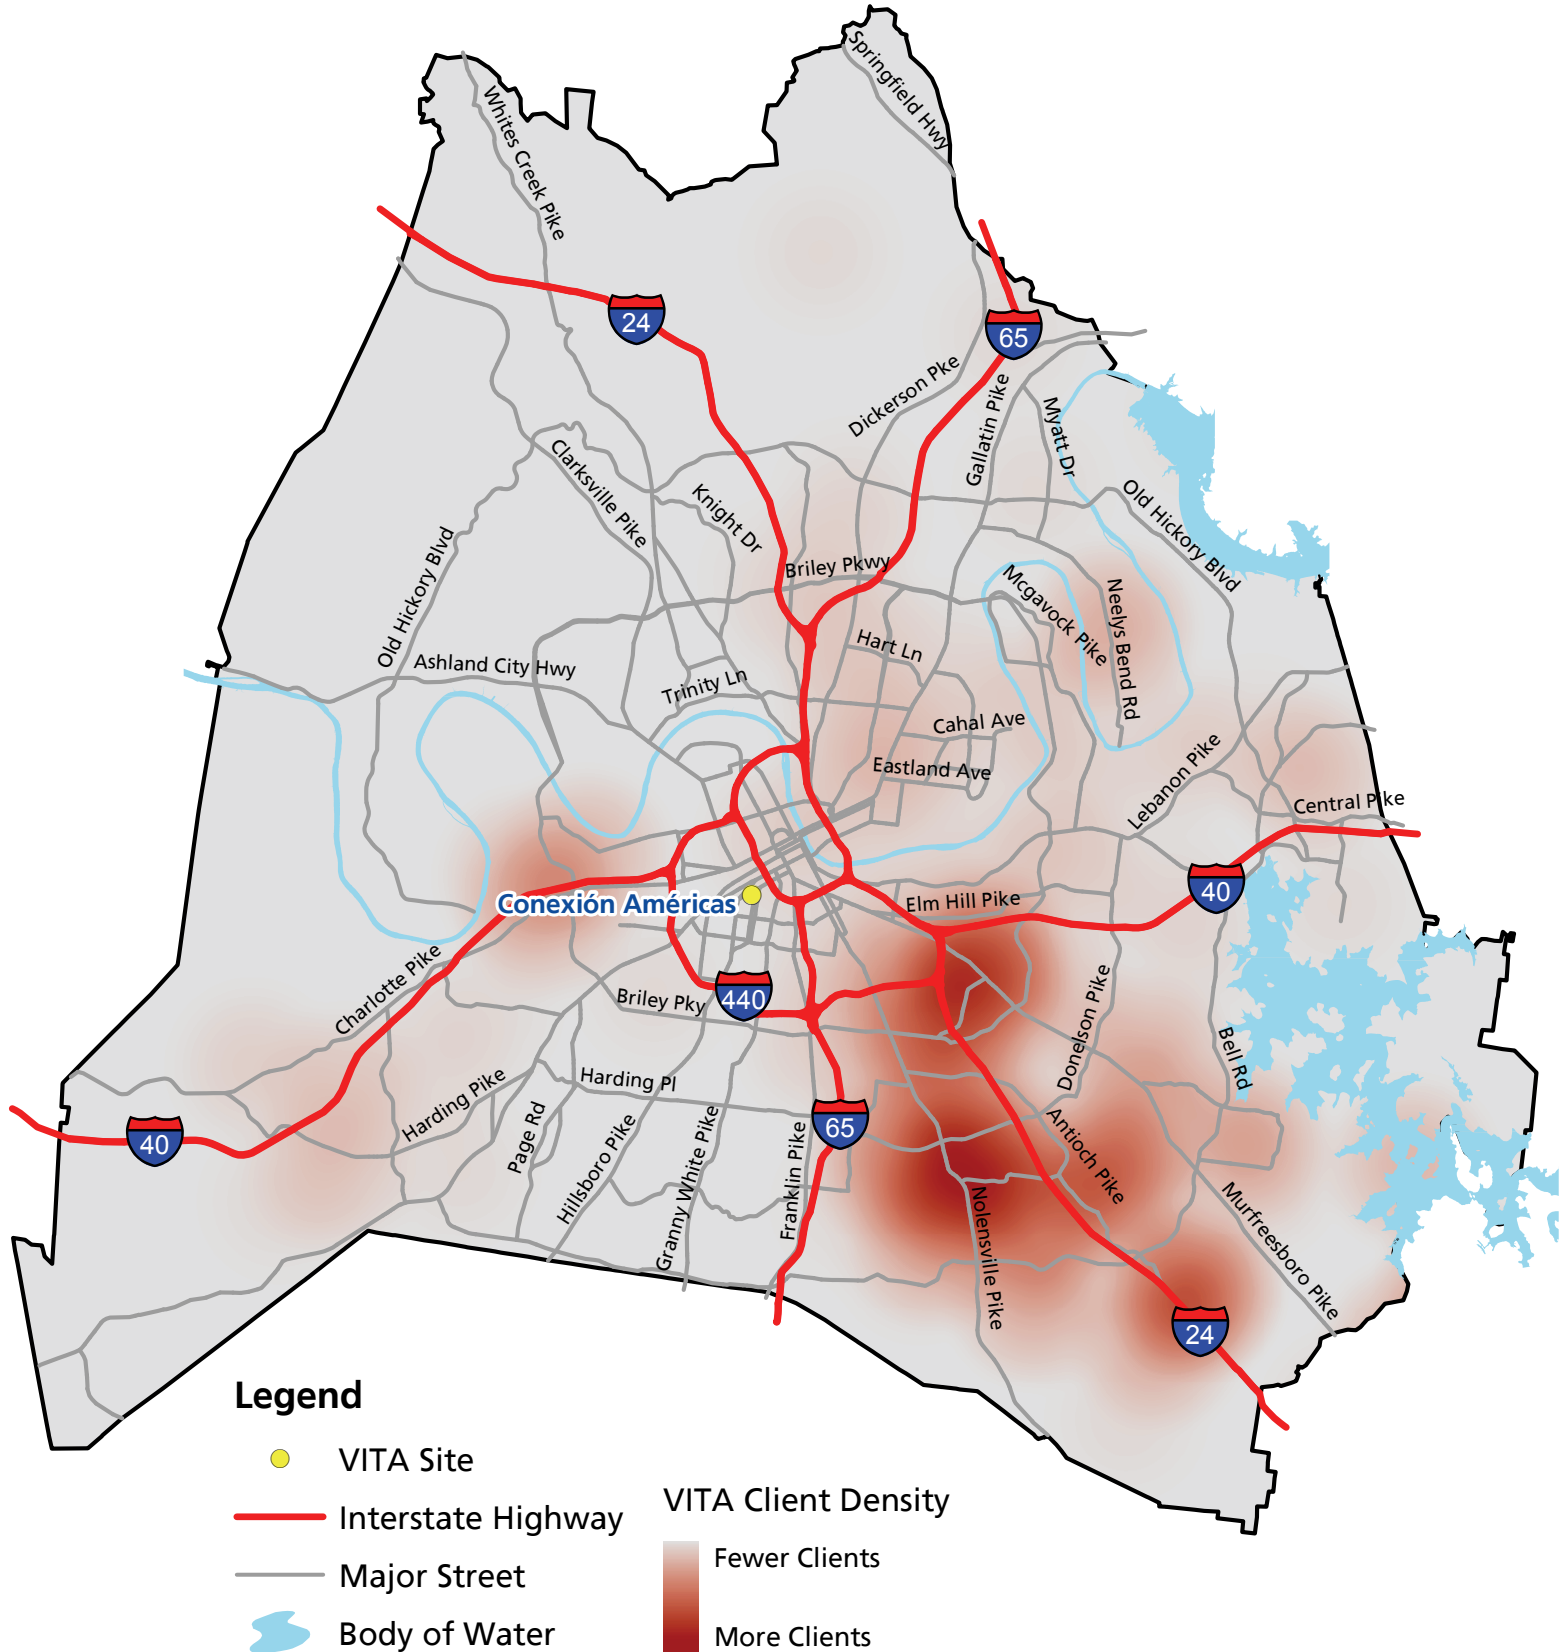 Springfield Hwy
Whites Creek Pike
24
65
Dickerson Pke
Gallatin Pike
Myatt Dr
Clarksville Pike
Knight Dr
Old Hickory Blvd
Old Hickory Blvd
Briley Pkwy
Mcgavock Pike
Neelys Bend Rd
Hart Ln
Ashland City Hwy
Trinity Ln
Cahal Ave
Eastland Ave
Lebanon Pike
Central Pike
40
Elm Hill Pike
Conexión Américas
Charlotte Pike
Briley Pky
440
Donelson Pike
Bell Rd
Harding Pl
Harding Pike
Page Rd
Hillsboro Pike
Granny White Pike
Franklin Pike
65
40
Antioch Pike
Nolensville Pike
Murfreesboro Pike
24
Legend
VITA Site
Interstate Highway
Major Street
Body of Water
VITA Client Density
Fewer Clients
More Clients